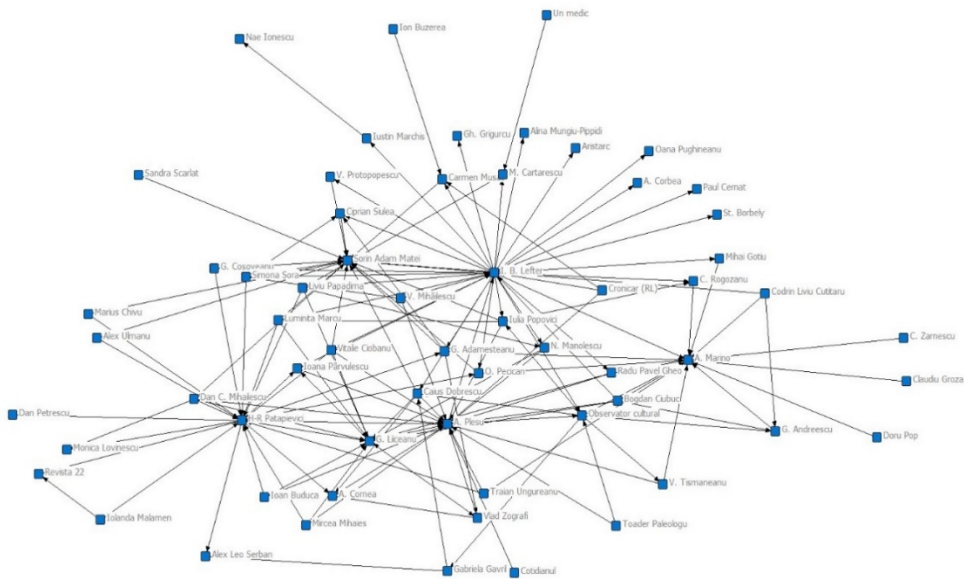 Un medic
Ion Buzerea
Nae Ionescu
Alina Mungiu-Pippidi
Iustin Marchis
Gh. Grigurcu
Aristarc
Oana Pughineanu
Sandra Scarlat
V. Protopopescu
Carmen Musat
M. Cartarescu
A. Corbea
Paul Cernat
Ciprian Siulea
St. Borbely
Sorin Adam Matei
Mihai Gotiu
G. Cosoveanu
Simona Sora
I. B. Lefter
C. Rogozanu
Liviu Papadima
V. Mihailescu
Cronicar (RL)
Codrin Liviu Cutitaru
Marius Chivu
Luminita Marcu
Iulia Popovici
Alex Ulmanu
C. Zarnescu
Vitalie Ciobanu
G. Adamesteanu
N. Manolescu
A. Marino
Ioana Pârvulescu
O. Pecican
Radu Pavel Gheo
Claudiu Groza
Dan C. Mihailescu
Caius Dobrescu
Bogdan Ciubuc
Dan Petrescu
H-R Patapievici
A. Plesu
Observator cultural
G. Andreescu
Doru Pop
G. Liiceanu
Monica Lovinescu
Revista 22
V. Tismaneanu
Ioan Buduca
A. Cornea
Traian Ungureanu
Iolanda Malamen
Mircea Mihaies
Vlad Zografi
Toader Paleologu
Alex Leo Serban
Gabriela Gavril
Cotidianul